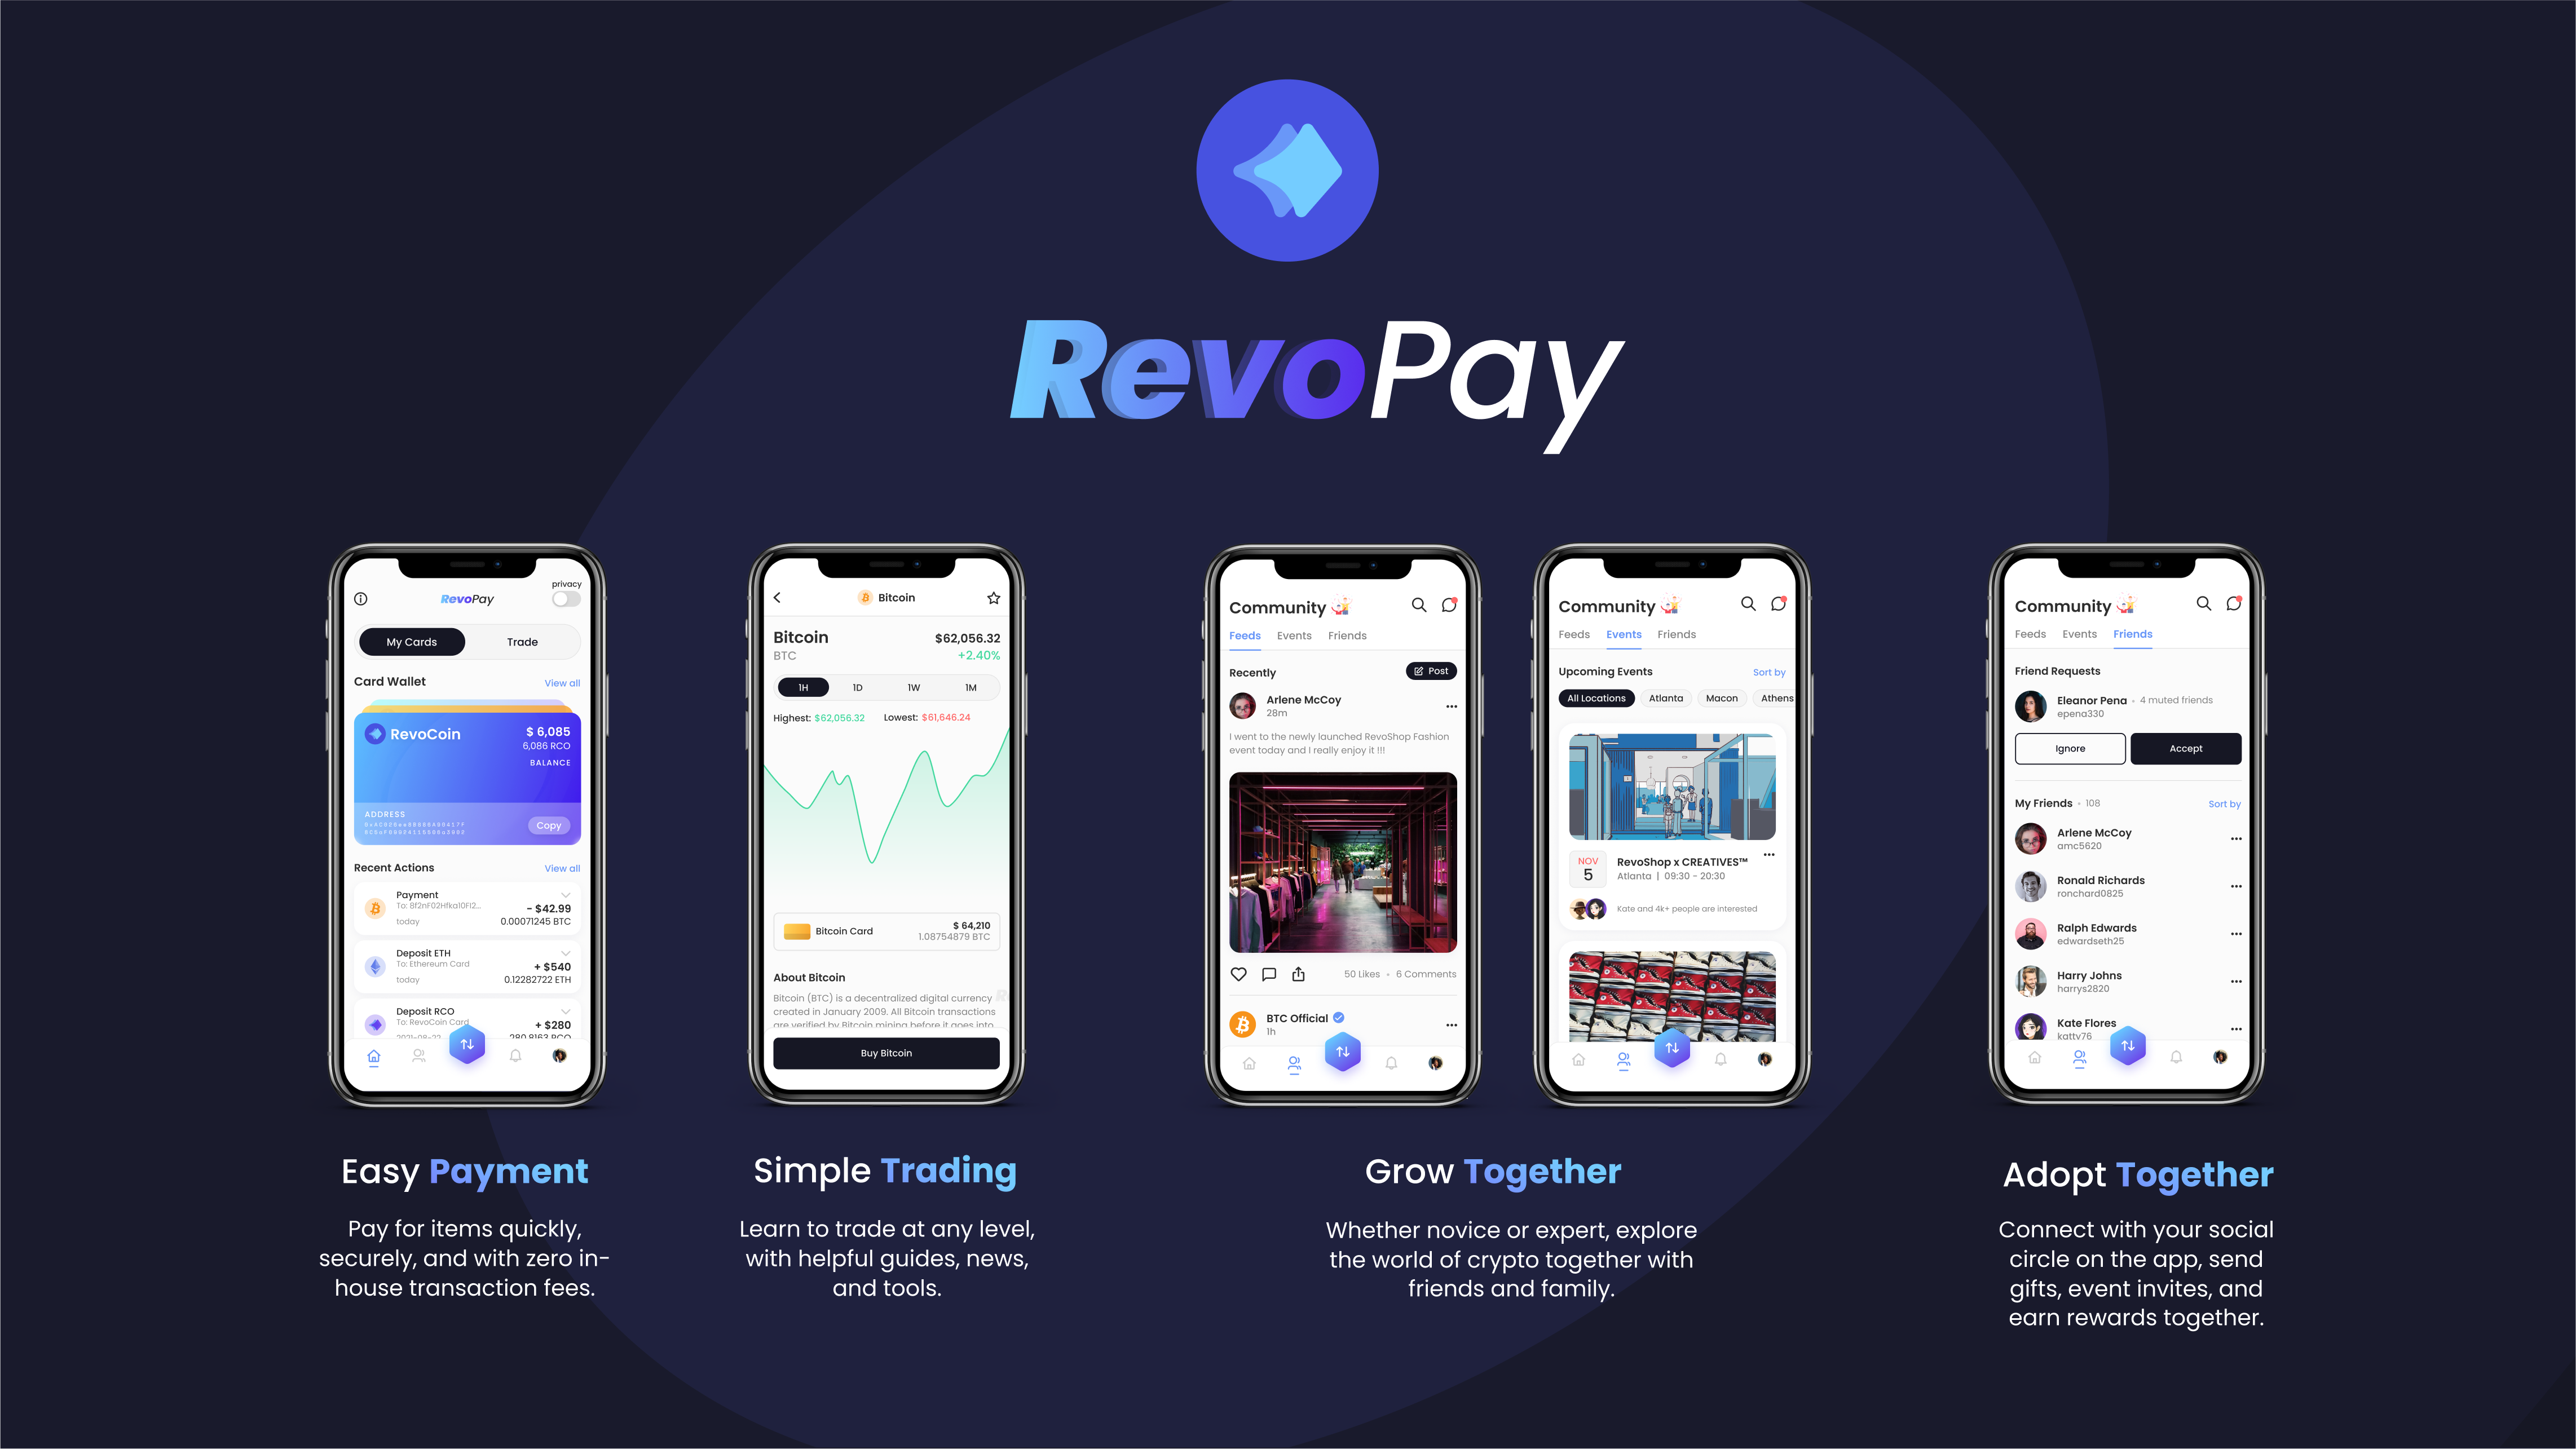 RevoPay
privacy
RevoPay
My Cards
Trade
Card Wallet
View all
RevoCoin
$ 6,085
6,086 RCO
BALANCE
ADDRESS
Copy
Recent Actions
View all
Payment
To: 8f2nF02Hfka10Fl2...
- $42.99
today
0.00071245 BTC
Deposit ETH
To: Ethereum Card
+ $540
today
0.12282722 ETH
Deposit RCO
To: RevoCoin Card
+ $280
2021-08-22
280.8163 RCO
Easy Payment
Pay for items quickly,
securely, and with zero in-
house transaction fees.
Bitcoin
Bitcoin
$62,056.32
BTC
+2.40%
1H
1D
1W
1M
Highest: $62,056.32
Lowest: $61,646.24
Bitcoin Card
$ 64,210
1.08754879 BTC
About Bitcoin
Bitcoin (BTC) is a decentralized digital currency
created in January 2009. All Bitcoin transactions
are verified by Bitcoin mining before it goes into
Buy Bitcoin
Simple Trading
Learn to trade at any level,
with helpful guides, news,
and tools.
Community
Feeds
Events
Friends
Recently
Post
Arlene McCoy
28m
I went to the newly launched RevoShop Fashion
event today and I really enjoy it !!!
50 Likes • 6 Comments
BTC Official
1h
Community
Feeds
Events
Friends
Upcoming Events
Sort by
All Locations
Atlanta
Macon
Athens
NOV
5
RevoShop x CREATIVES™
Atlanta | 09:30 - 20:30
Kate and 4k+ people are interested
Grow Together
Whether novice or expert, explore
the world of crypto together with
friends and family.
Community
Feeds
Events
Friends
Friend Requests
Eleanor Pena • 4 muted friends
epena330
Ignore
Accept
My Friends • 108
Sort by
Arlene McCoy
amc5620
Ronald Richards
ronchard0825
Ralph Edwards
edwardseth25
Harry Johns
harrys2820
Kate Flores
katty76
Adopt Together
Connect with your social
circle on the app, send
gifts, event invites, and
earn rewards together.